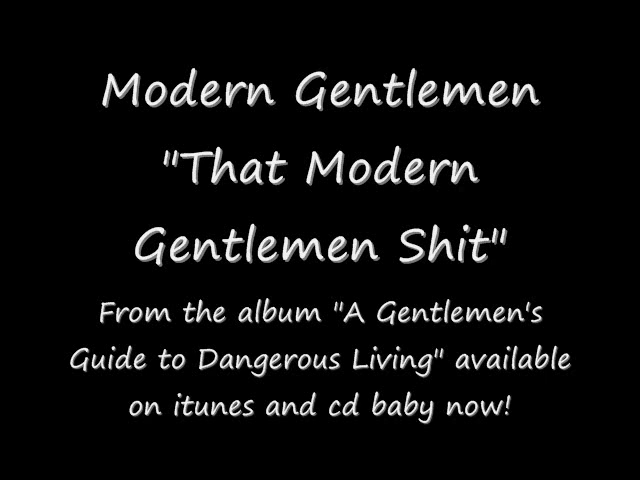 Modern Gentlemen
"That Modern
Gentlemen Shit"
From the album "A Gentlemen's
Guide to Dangerous Living" available
on itunes and cd baby now!